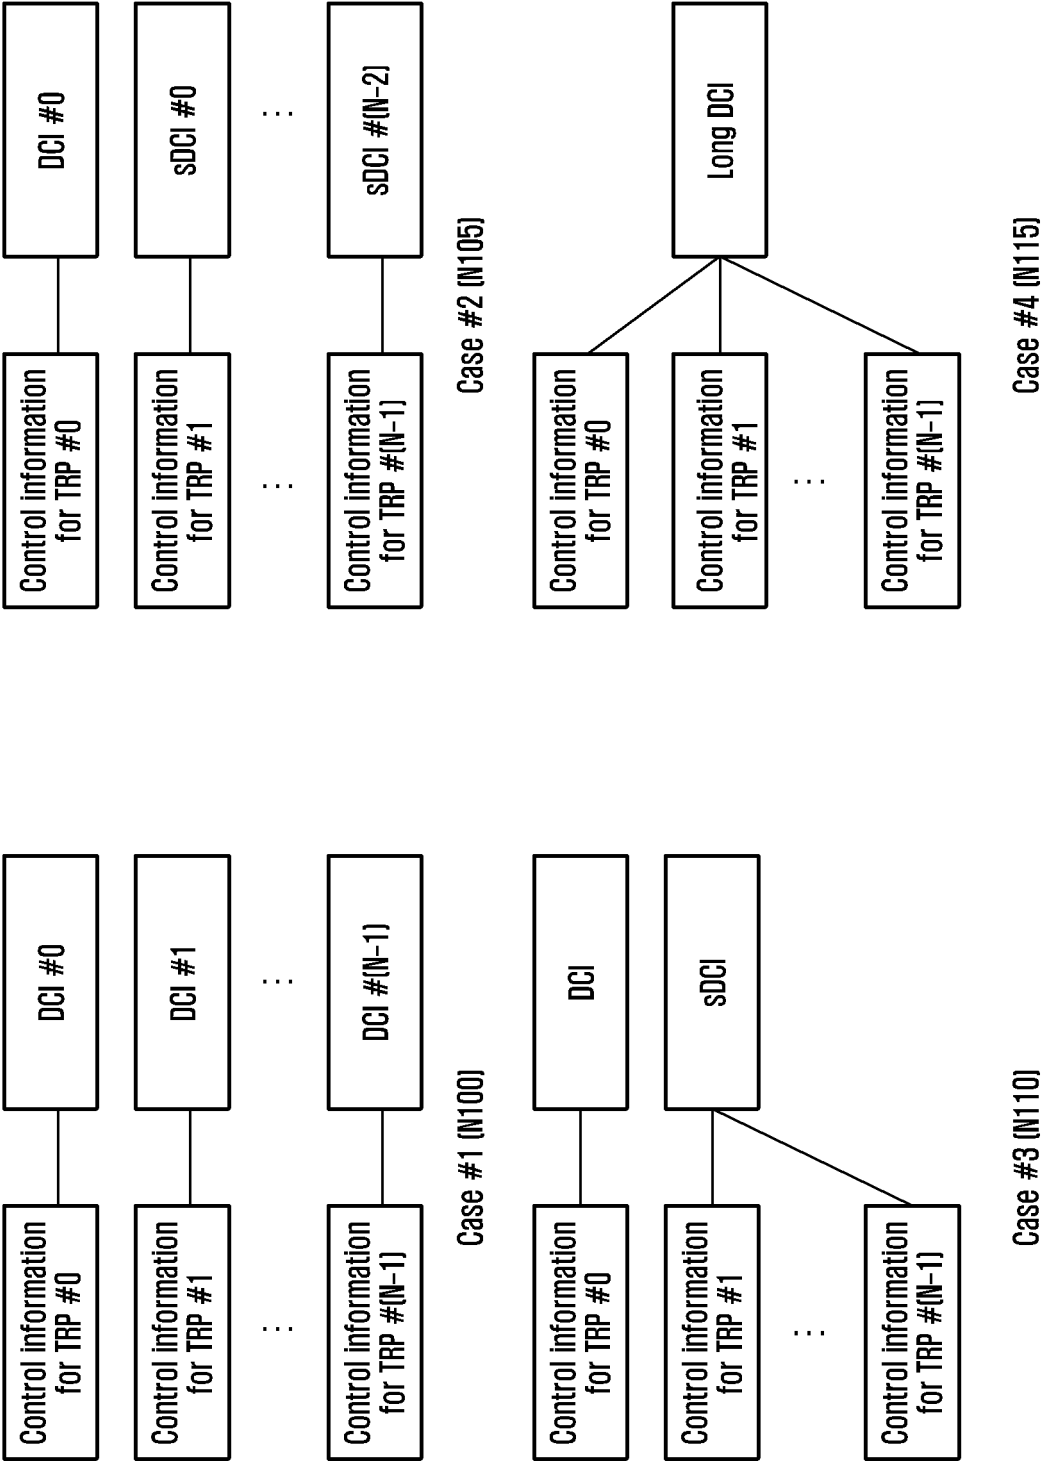 Control information
for TRP #0
DCI #0
Control information
for TRP #1
DCI #1
...
...
Control information
for TRP #(N-1)
DCI #(N-1)
Case #1 (N100)
Control information
for TRP #0
DCI #0
Control information
for TRP #1
sDCI #0
...
...
Control information
for TRP #(N-1)
sDCI #(N-2)
Case #2 (N105)
Control information
for TRP #0
DCI
Control information
for TRP #1
sDCI
...
Control information
for TRP #(N-1)
Case #3 (N110)
Control information
for TRP #0
Control information
for TRP #1
Long DCI
...
Control information
for TRP #(N-1)
Case #4 (N115)